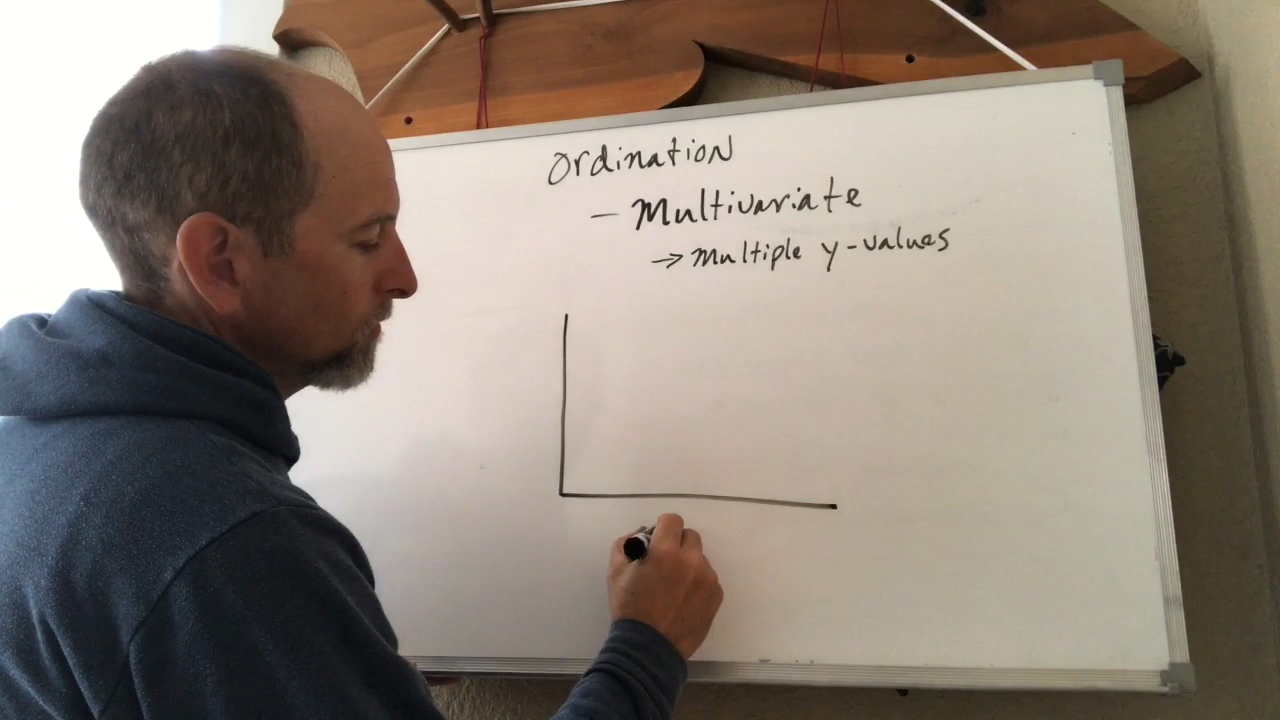 Ordination
- Multivariate
→ Multiple y-values